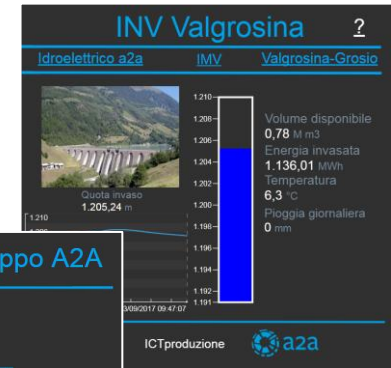 INV Valgrosina ?
Idroelettrico a2a IMV Valgrosina-Grosio
Quota invaso
1.205,24 m
1.210
1.210
1.208
1.206
1.204
1.202
1.200
1.198
1.196
1.194
1.192
1.191
Volume disponibile
0,78 M m3
Energia invasata
1.136,01 MWh
Temperatura
6,3 °C
Pioggia giornaliera
0 mm
ppo A2A
3/09/2017 09:47:07
ICTproduzione a2a